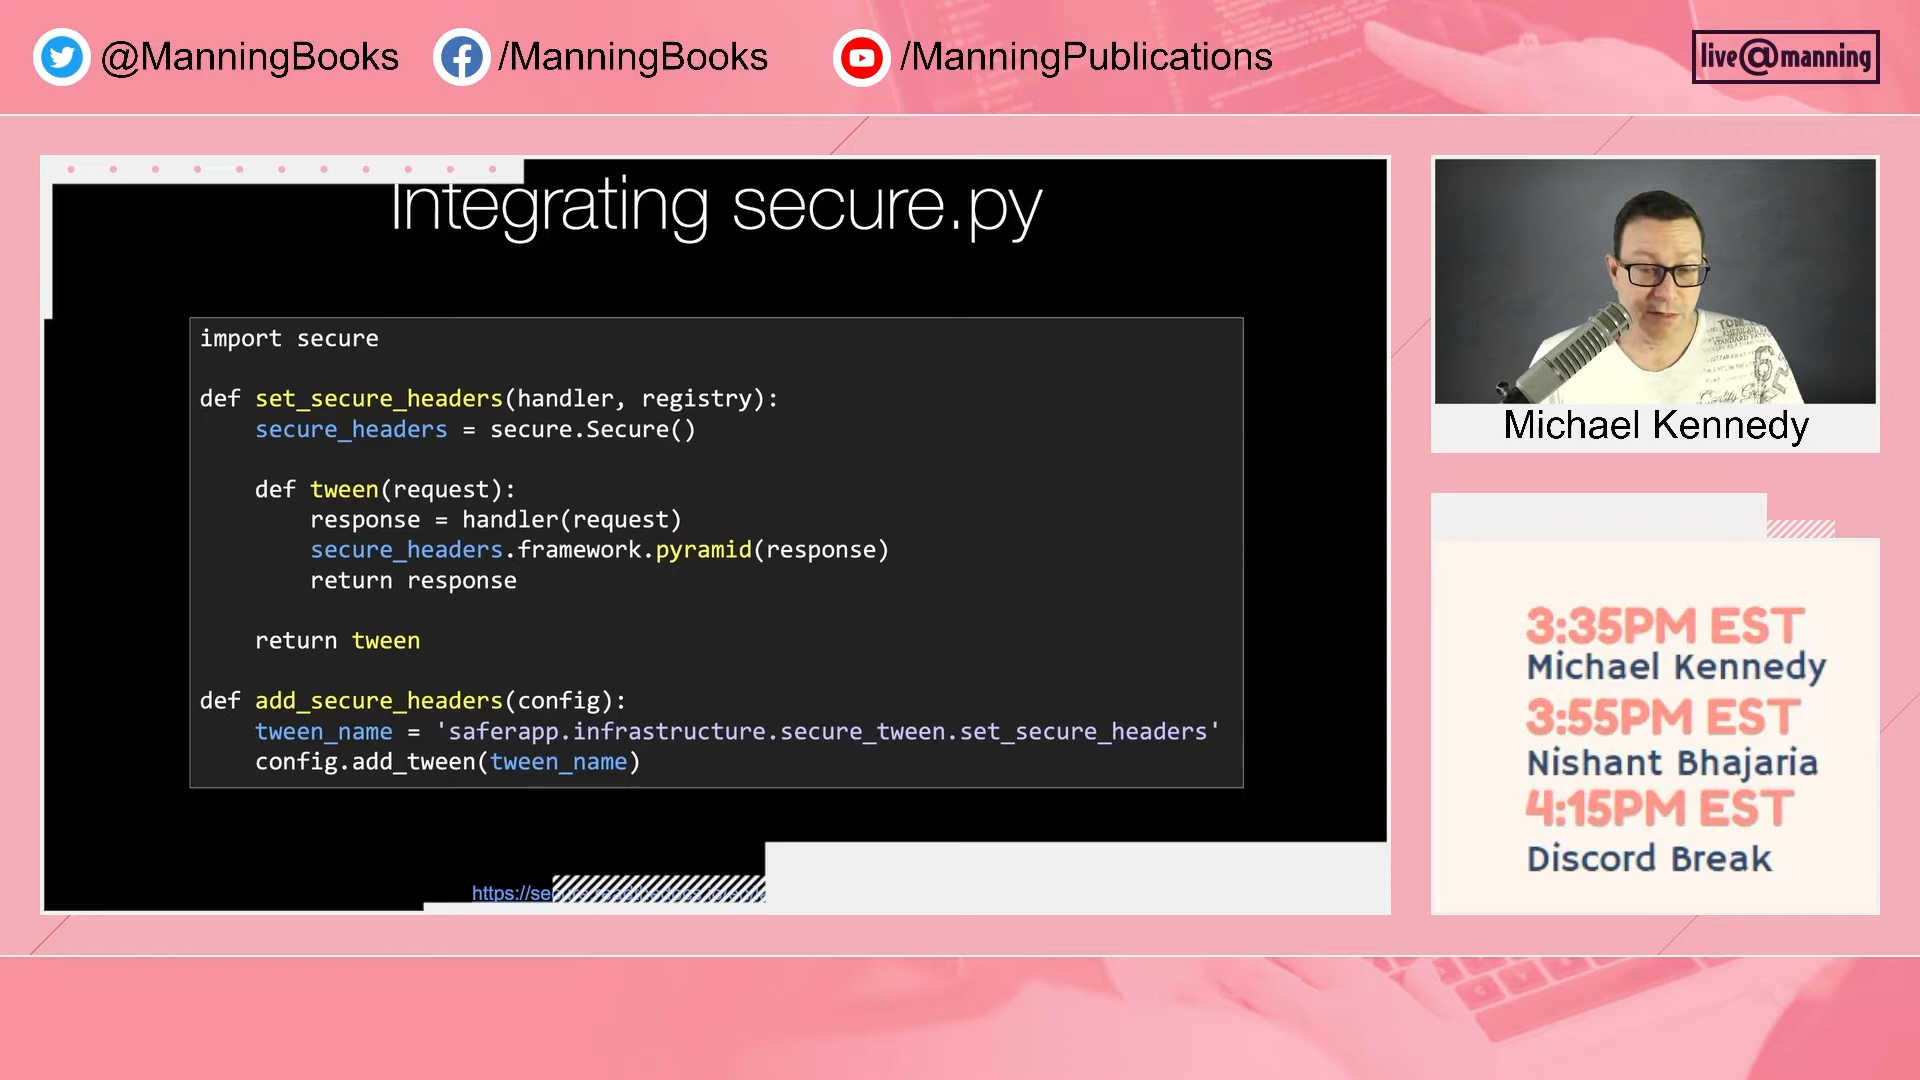 @ManningBooks
/ManningBooks
/ManningPublications
live@manning
Integrating secure.py
import secure
def set_secure_headers(handler, registry):
secure_headers = secure.Secure()
def tween(request):
response = handler(request)
secure_headers.framework.pyramid(response)
return response
return tween
def add_secure_headers(config):
tween_name = 'saferapp.infrastructure.secure_tween.set_secure_headers'
config.add_tween(tween_name)
https://se
Michael Kennedy
3:35PM EST
Michael Kennedy
3:55PM EST
Nishant Bhajaria
4:15PM EST
Discord Break